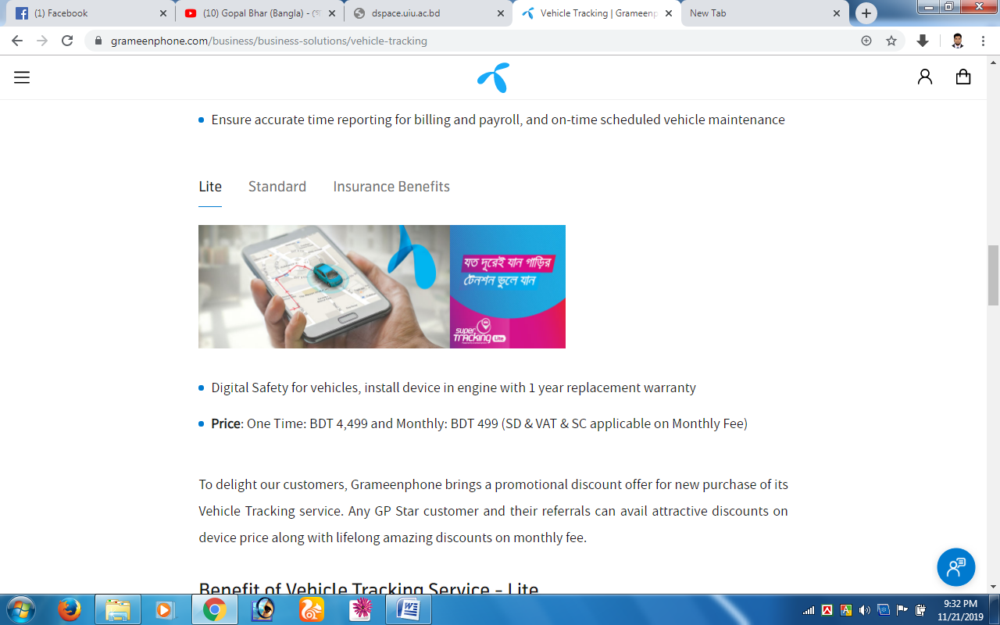 (1) Facebook
(10) Gopal Bhar (Bangla) - (
dspace.uiu.ac.bd
Vehicle Tracking | Grameenp
New Tab
grameenphone.com/business/business-solutions/vehicle-tracking
Ensure accurate time reporting for billing and payroll, and on-time scheduled vehicle maintenance
Lite Standard Insurance Benefits
যত দূরেই যান গাড়ির
টেনশন ভুলে যান
super
TRACKING Lite
Digital Safety for vehicles, install device in engine with 1 year replacement warranty
Price: One Time: BDT 4,499 and Monthly: BDT 499 (SD & VAT & SC applicable on Monthly Fee)
To delight our customers, Grameenphone brings a promotional discount offer for new purchase of its
Vehicle Tracking service. Any GP Star customer and their referrals can avail attractive discounts on
device price along with lifelong amazing discounts on monthly fee.
Benefit of Vehicle Tracking Service - Lite
9:32 PM
11/21/2019